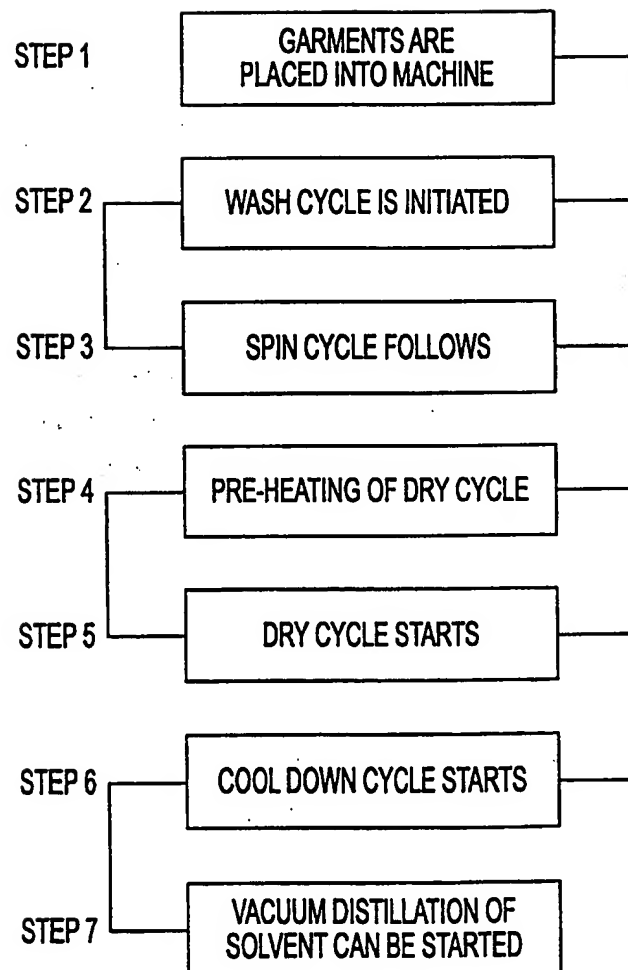 STEP 1
GARMENTS ARE
PLACED INTO MACHINE
STEP 2
WASH CYCLE IS INITIATED
STEP 3
SPIN CYCLE FOLLOWS
STEP 4
PRE-HEATING OF DRY CYCLE
STEP 5
DRY CYCLE STARTS
STEP 6
COOL DOWN CYCLE STARTS
STEP 7
VACUUM DISTILLATION OF
SOLVENT CAN BE STARTED